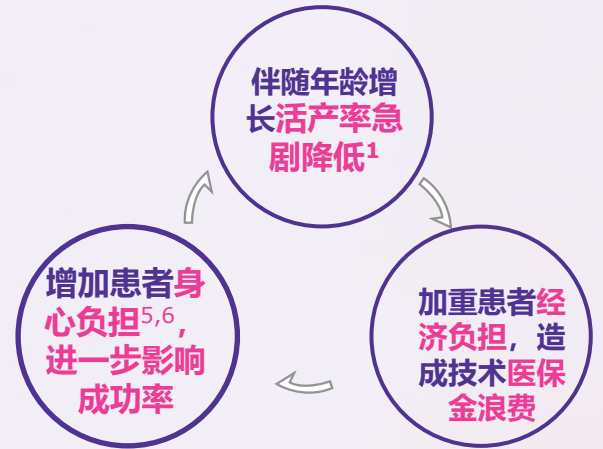 伴随年龄增
长活产率急
剧降低1
增加患者身
心负担5,6，
进一步影响
成功率
加重患者经
济负担，造
成技术医保
金浪费